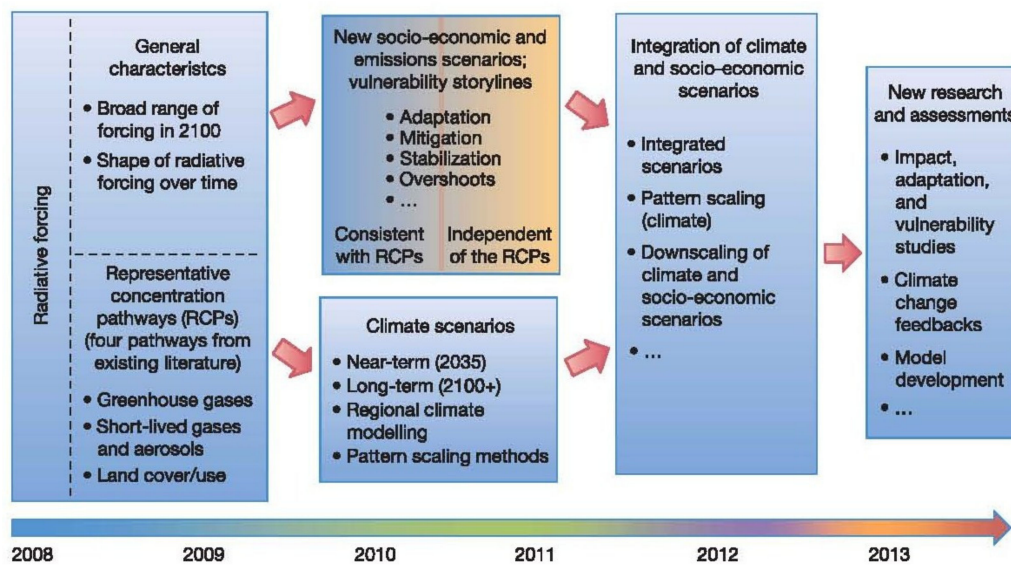 Radiative forcing
General
characteristcs
• Broad range of
forcing in 2100
• Shape of radiative
forcing over time
Representative
concentration
pathways (RCPs)
(four pathways from
existing literature)
• Greenhouse gases
• Short-lived gases
and aerosols
• Land cover/use
New socio-economic and
emissions scenarios;
vulnerability storylines
• Adaptation
• Mitigation
• Stabilization
• Overshoots
• ...
Consistent
with RCPs
Independent
of the RCPs
Climate scenarios
• Near-term (2035)
• Long-term (2100+)
• Regional climate
modelling
• Pattern scaling methods
Integration of climate
and socio-economic
scenarios
• Integrated
scenarios
• Pattern scaling
(climate)
• Downscaling of
climate and
socio-economic
scenarios
• ...
New research
and assessments
• Impact,
adaptation,
and
vulnerability
studies
• Climate
change
feedbacks
• Model
development
• ...
2008 2009 2010 2011 2012 2013